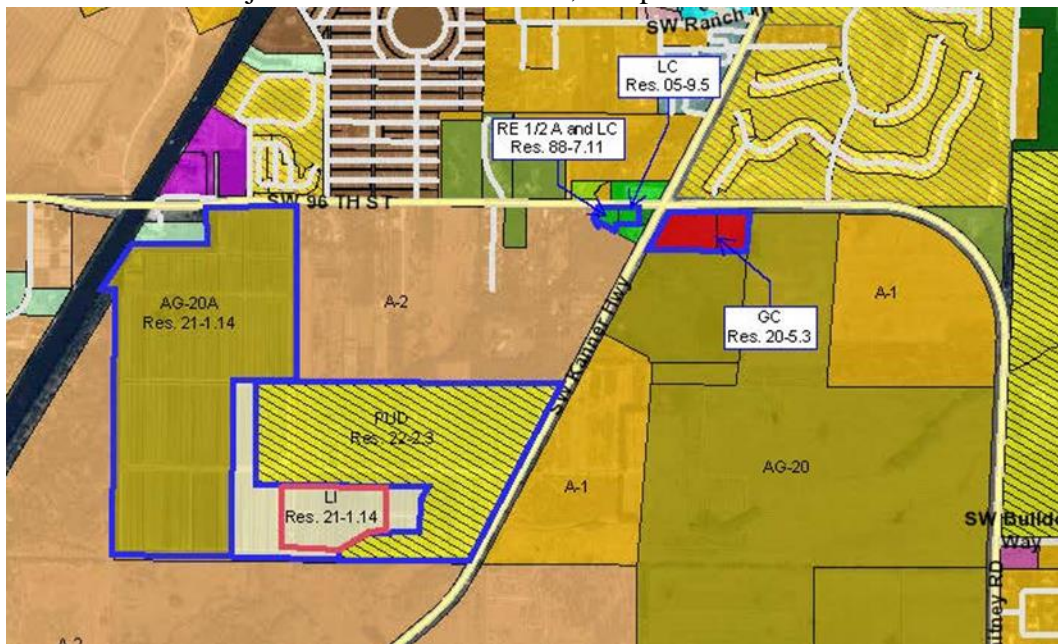 SW Ranch
LC
Res. 05-9.5
RE 1/2 A and LC
Res. 88-7.11
SW 96 TH ST
AG-20A
Res. 21-1.14
A-2
A-1
GC
Res. 20-5.3
SW Kanner Hwy
PUD
Res. 22-2.3
AG-20
A-1
LI
Res. 21-1.14
SW
Way
RD
A-2